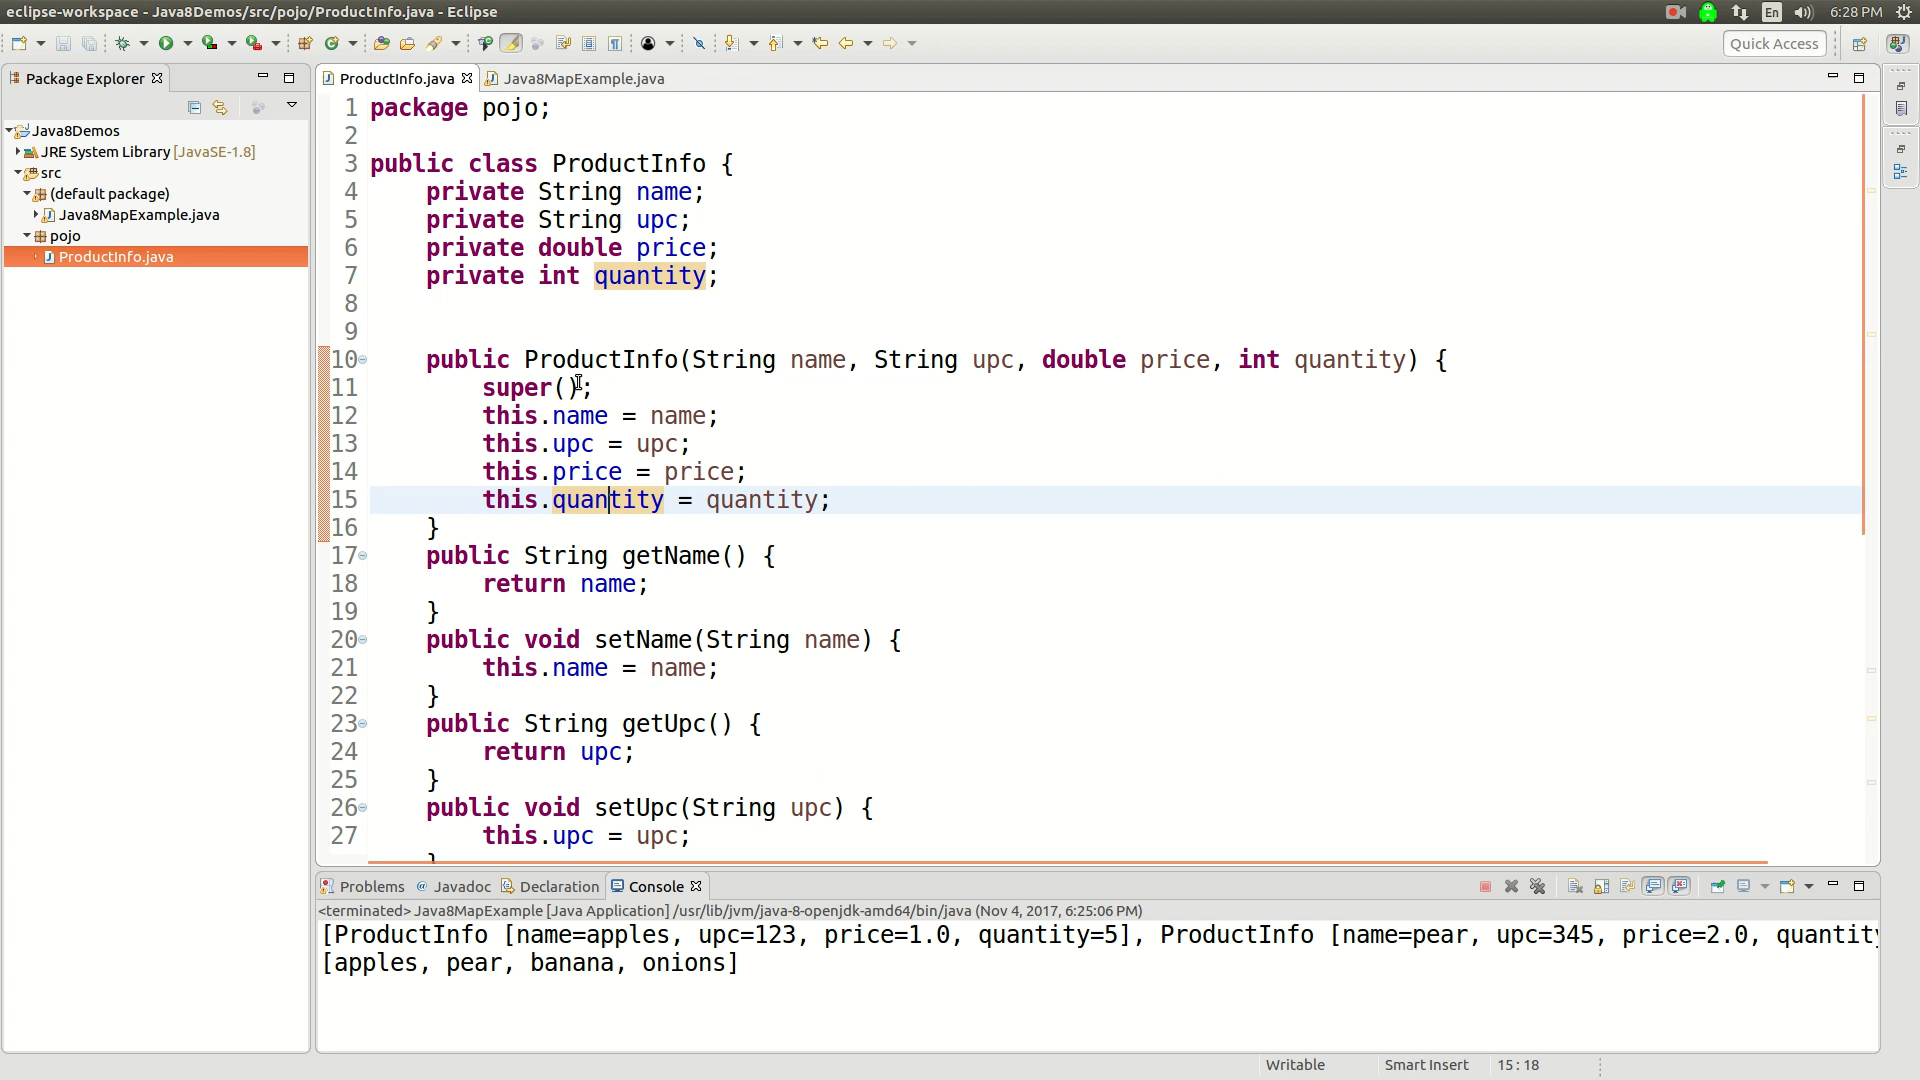 eclipse-workspace - Java8Demos/src/pojo/ProductInfo.java - Eclipse
En
6:28 PM
Quick Access
Package Explorer
ProductInfo.java
Java8MapExample.java
Java8Demos
JRE System Library [JavaSE-1.8]
src
(default package)
Java8MapExample.java
pojo
ProductInfo.java
1 package pojo;
2
3 public class ProductInfo {
4 private String name;
5 private String upc;
6 private double price;
7 private int quantity;
8
9
10 public ProductInfo(String name, String upc, double price, int quantity) {
11 super();
12 this.name = name;
13 this.upc = upc;
14 this.price = price;
15 this.quantity = quantity;
16 }
17 public String getName() {
18 return name;
19 }
20 public void setName(String name) {
21 this.name = name;
22 }
23 public String getUpc() {
24 return upc;
25 }
26 public void setUpc(String upc) {
27 this.upc = upc;
}
Problems @ Javadoc Declaration Console
<terminated> Java8MapExample [Java Application] /usr/lib/jvm/java-8-openjdk-amd64/bin/java (Nov 4, 2017, 6:25:06 PM)
[ProductInfo [name=apples, upc=123, price=1.0, quantity=5], ProductInfo [name=pear, upc=345, price=2.0, quantity
[apples, pear, banana, onions]
Writable
Smart Insert
15 : 18